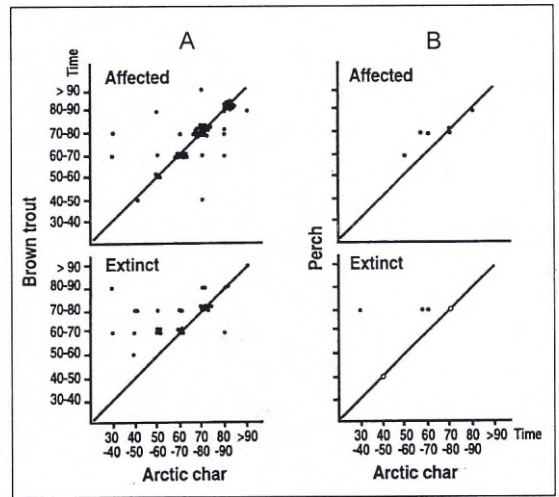 A
B
Time
Affected
> 90
80-90
70-80
60-70
50-60
40-50
30-40
Brown trout
Affected
Perch
Extinct
> 90
80-90
70-80
60-70
50-60
40-50
30-40
Extinct
30 40 50 60 70 80 >90
-40 -50 -60 -70 -80 -90
Arctic char
30 40 50 60 70 80 >90 Time
-40 -50 -60 -70 -80 -90
Arctic char